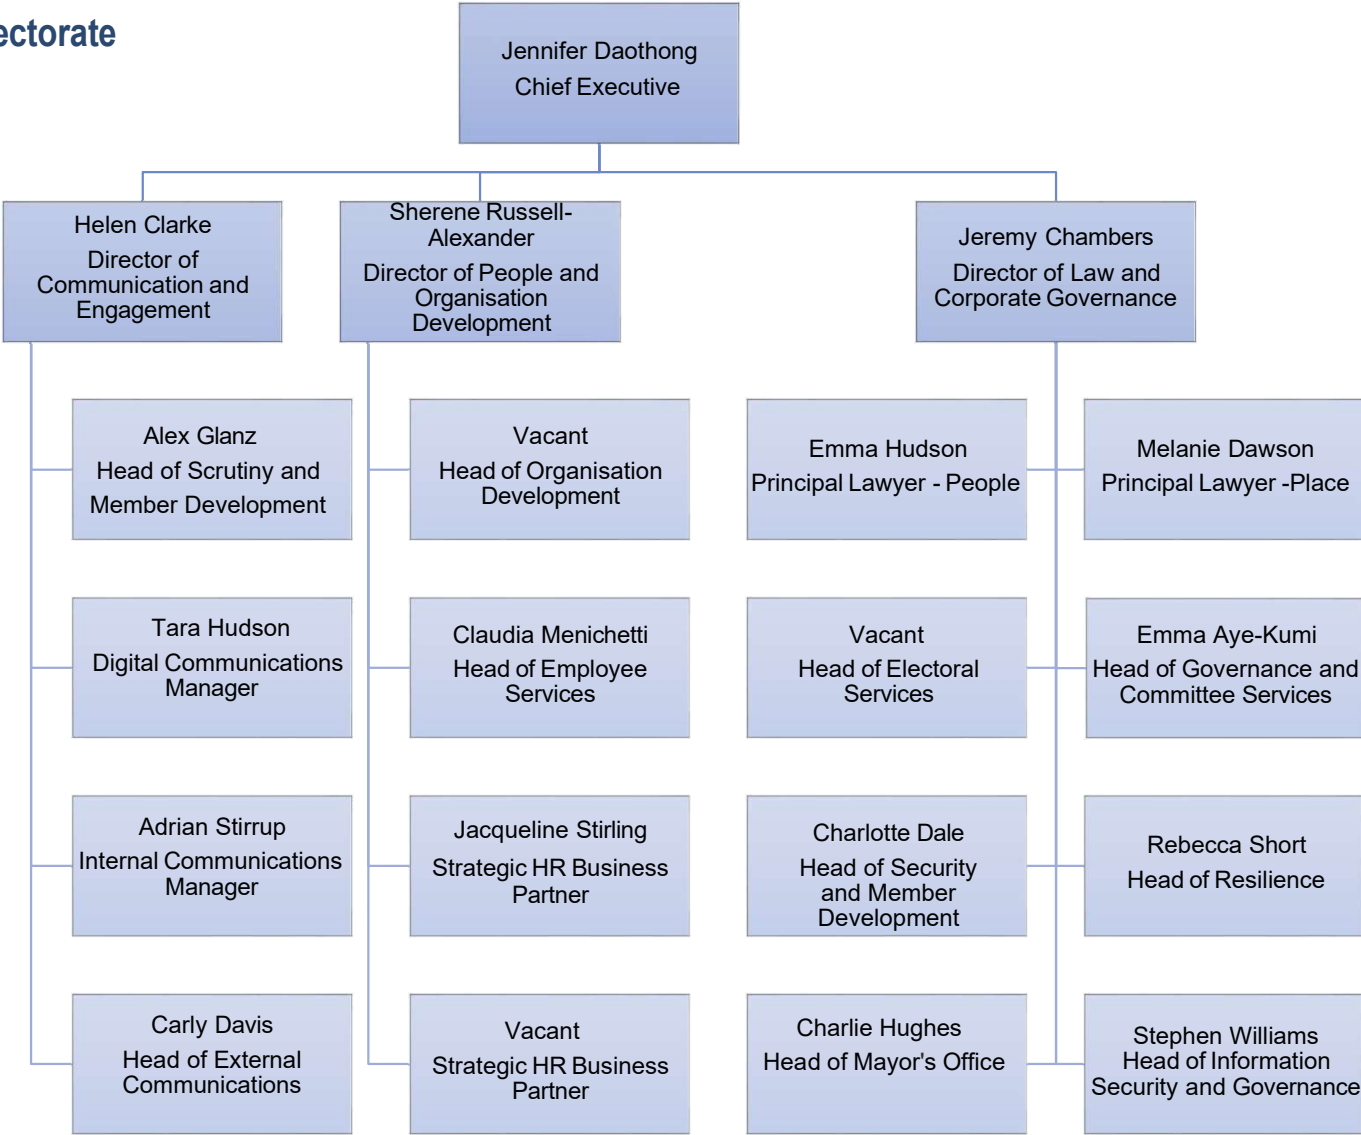 ectorate
Jennifer Daothong
Chief Executive
Helen Clarke
Director of
Communication and
Engagement
Sherene Russell-
Alexander
Director of People and
Organisation
Development
Jeremy Chambers
Director of Law and
Corporate Governance
Alex Glanz
Head of Scrutiny and
Member Development
Tara Hudson
Digital Communications
Manager
Adrian Stirrup
Internal Communications
Manager
Carly Davis
Head of External
Communications
Vacant
Head of Organisation
Development
Claudia Menichetti
Head of Employee
Services
Jacqueline Stirling
Strategic HR Business
Partner
Vacant
Strategic HR Business
Partner
Emma Hudson
Principal Lawyer - People
Melanie Dawson
Principal Lawyer -Place
Vacant
Head of Electoral
Services
Emma Aye-Kumi
Head of Governance and
Committee Services
Charlotte Dale
Head of Security
and Member
Development
Rebecca Short
Head of Resilience
Charlie Hughes
Head of Mayor's Office
Stephen Williams
Head of Information
Security and Governance